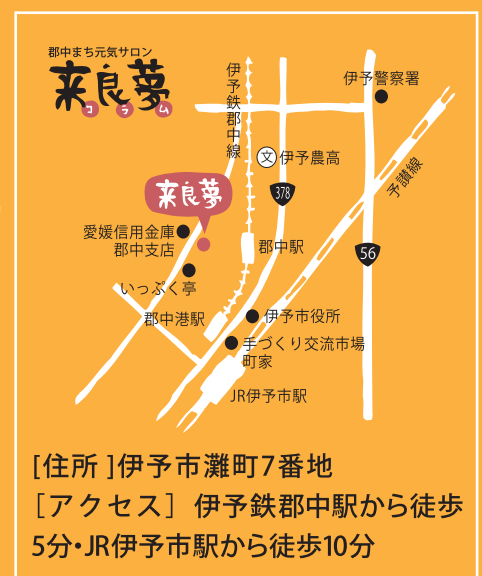 郡中まち元気サロン
来良夢
コラム
伊予鉄郡中線
伊予警察署
文 伊予農高
378
予讃線
来良夢
愛媛信用金庫
郡中支店
郡中駅
56
いっぷく亭
郡中港駅
伊予市役所
手づくり交流市場
町家
JR伊予市駅
[住所]伊予市灘町7番地
［アクセス］ 伊予鉄郡中駅から徒歩
5分・JR伊予市駅から徒歩10分